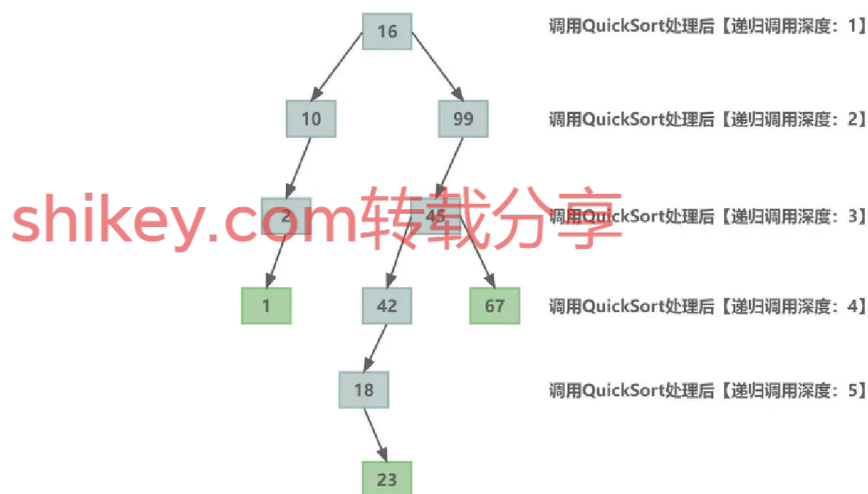 16
调用QuickSort处理后【递归调用深度：1】
10
99
调用QuickSort处理后【递归调用深度：2】
2
45
调用QuickSort处理后【递归调用深度：3】
shikey.com转载分享
1
42
67
调用QuickSort处理后【递归调用深度：4】
18
调用QuickSort处理后【递归调用深度：5】
23